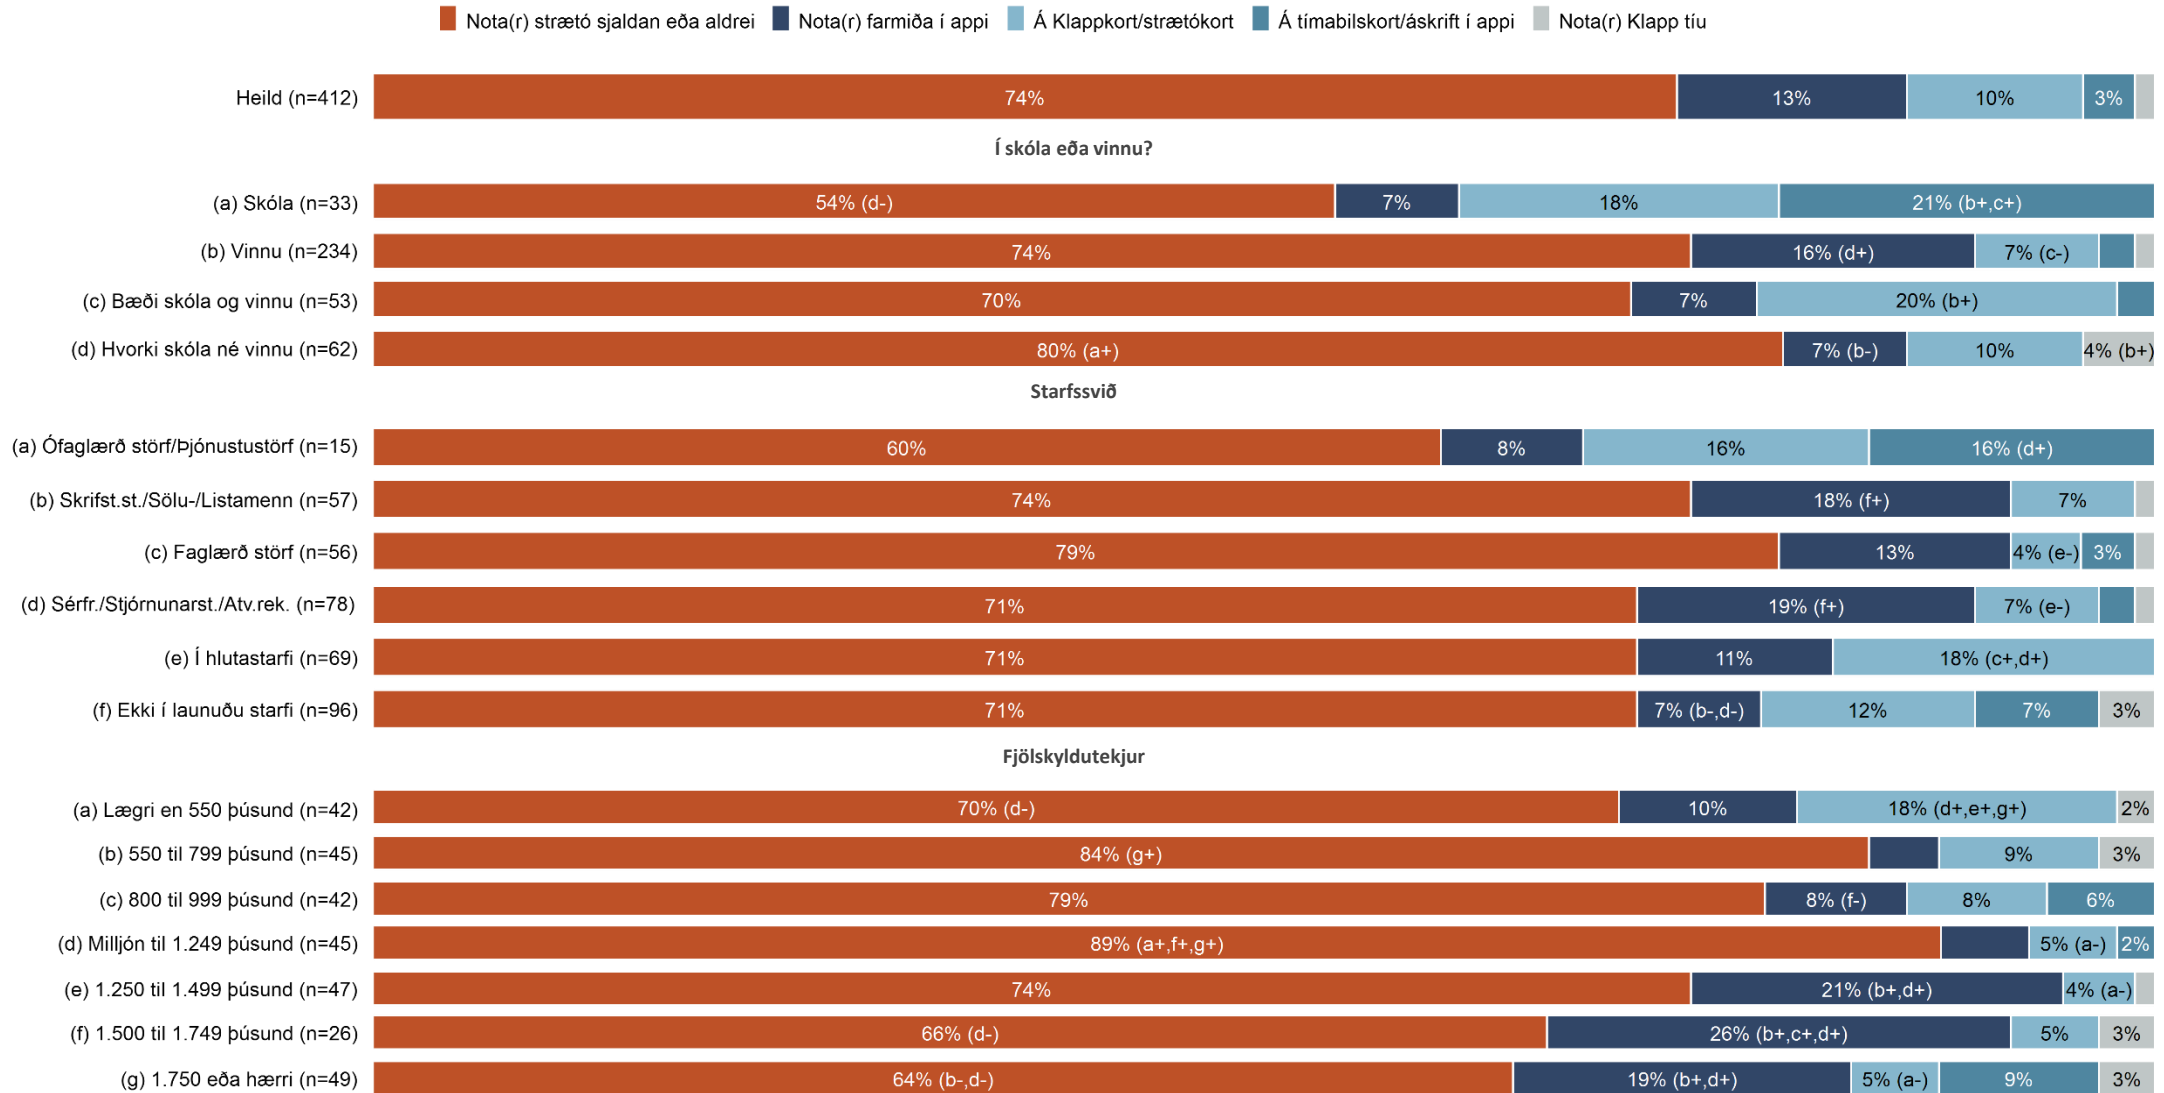 Nota(r) strætó sjaldan eða aldrei Nota(r) farmiða í appi Á Klappkort/strætókort Á tímabilskort/áskrift í appi Nota(r) Klapp tíu
Heild (n=412) 74% 13% 10% 3%
Í skóla eða vinnu?
(a) Skóla (n=33) 54% (d-) 7% 18% 21% (b+,c+)
(b) Vinnu (n=234) 74% 16% (d+) 7% (c-)
(c) Bæði skóla og vinnu (n=53) 70% 7% 20% (b+)
(d) Hvorki skóla né vinnu (n=62) 80% (a+) 7% (b-) 10% 4% (b+)
Starfssvið
(a) Ófaglærð störf/Þjónustustörf (n=15) 60% 8% 16% 16% (d+)
(b) Skrifst.st./Sölu-/Listamenn (n=57) 74% 18% (f+) 7%
(c) Faglærð störf (n=56) 79% 13% 4% (e-) 3%
(d) Sérfr./Stjórnunarst./Atv.rek. (n=78) 71% 19% (f+) 7% (e-)
(e) Í hlutastarfi (n=69) 71% 11% 18% (c+,d+)
(f) Ekki í launuðu starfi (n=96) 71% 7% (b-,d-) 12% 7% 3%
Fjölskyldutekjur
(a) Lægri en 550 þúsund (n=42) 70% (d-) 10% 18% (d+,e+,g+) 2%
(b) 550 til 799 þúsund (n=45) 84% (g+) 9% 3%
(c) 800 til 999 þúsund (n=42) 79% 8% (f-) 8% 6%
(d) Milljón til 1.249 þúsund (n=45) 89% (a+,f+,g+) 5% (a-) 2%
(e) 1.250 til 1.499 þúsund (n=47) 74% 21% (b+,d+) 4% (a-)
(f) 1.500 til 1.749 þúsund (n=26) 66% (d-) 26% (b+,c+,d+) 5% 3%
(g) 1.750 eða hærri (n=49) 64% (b-,d-) 19% (b+,d+) 5% (a-) 9% 3%